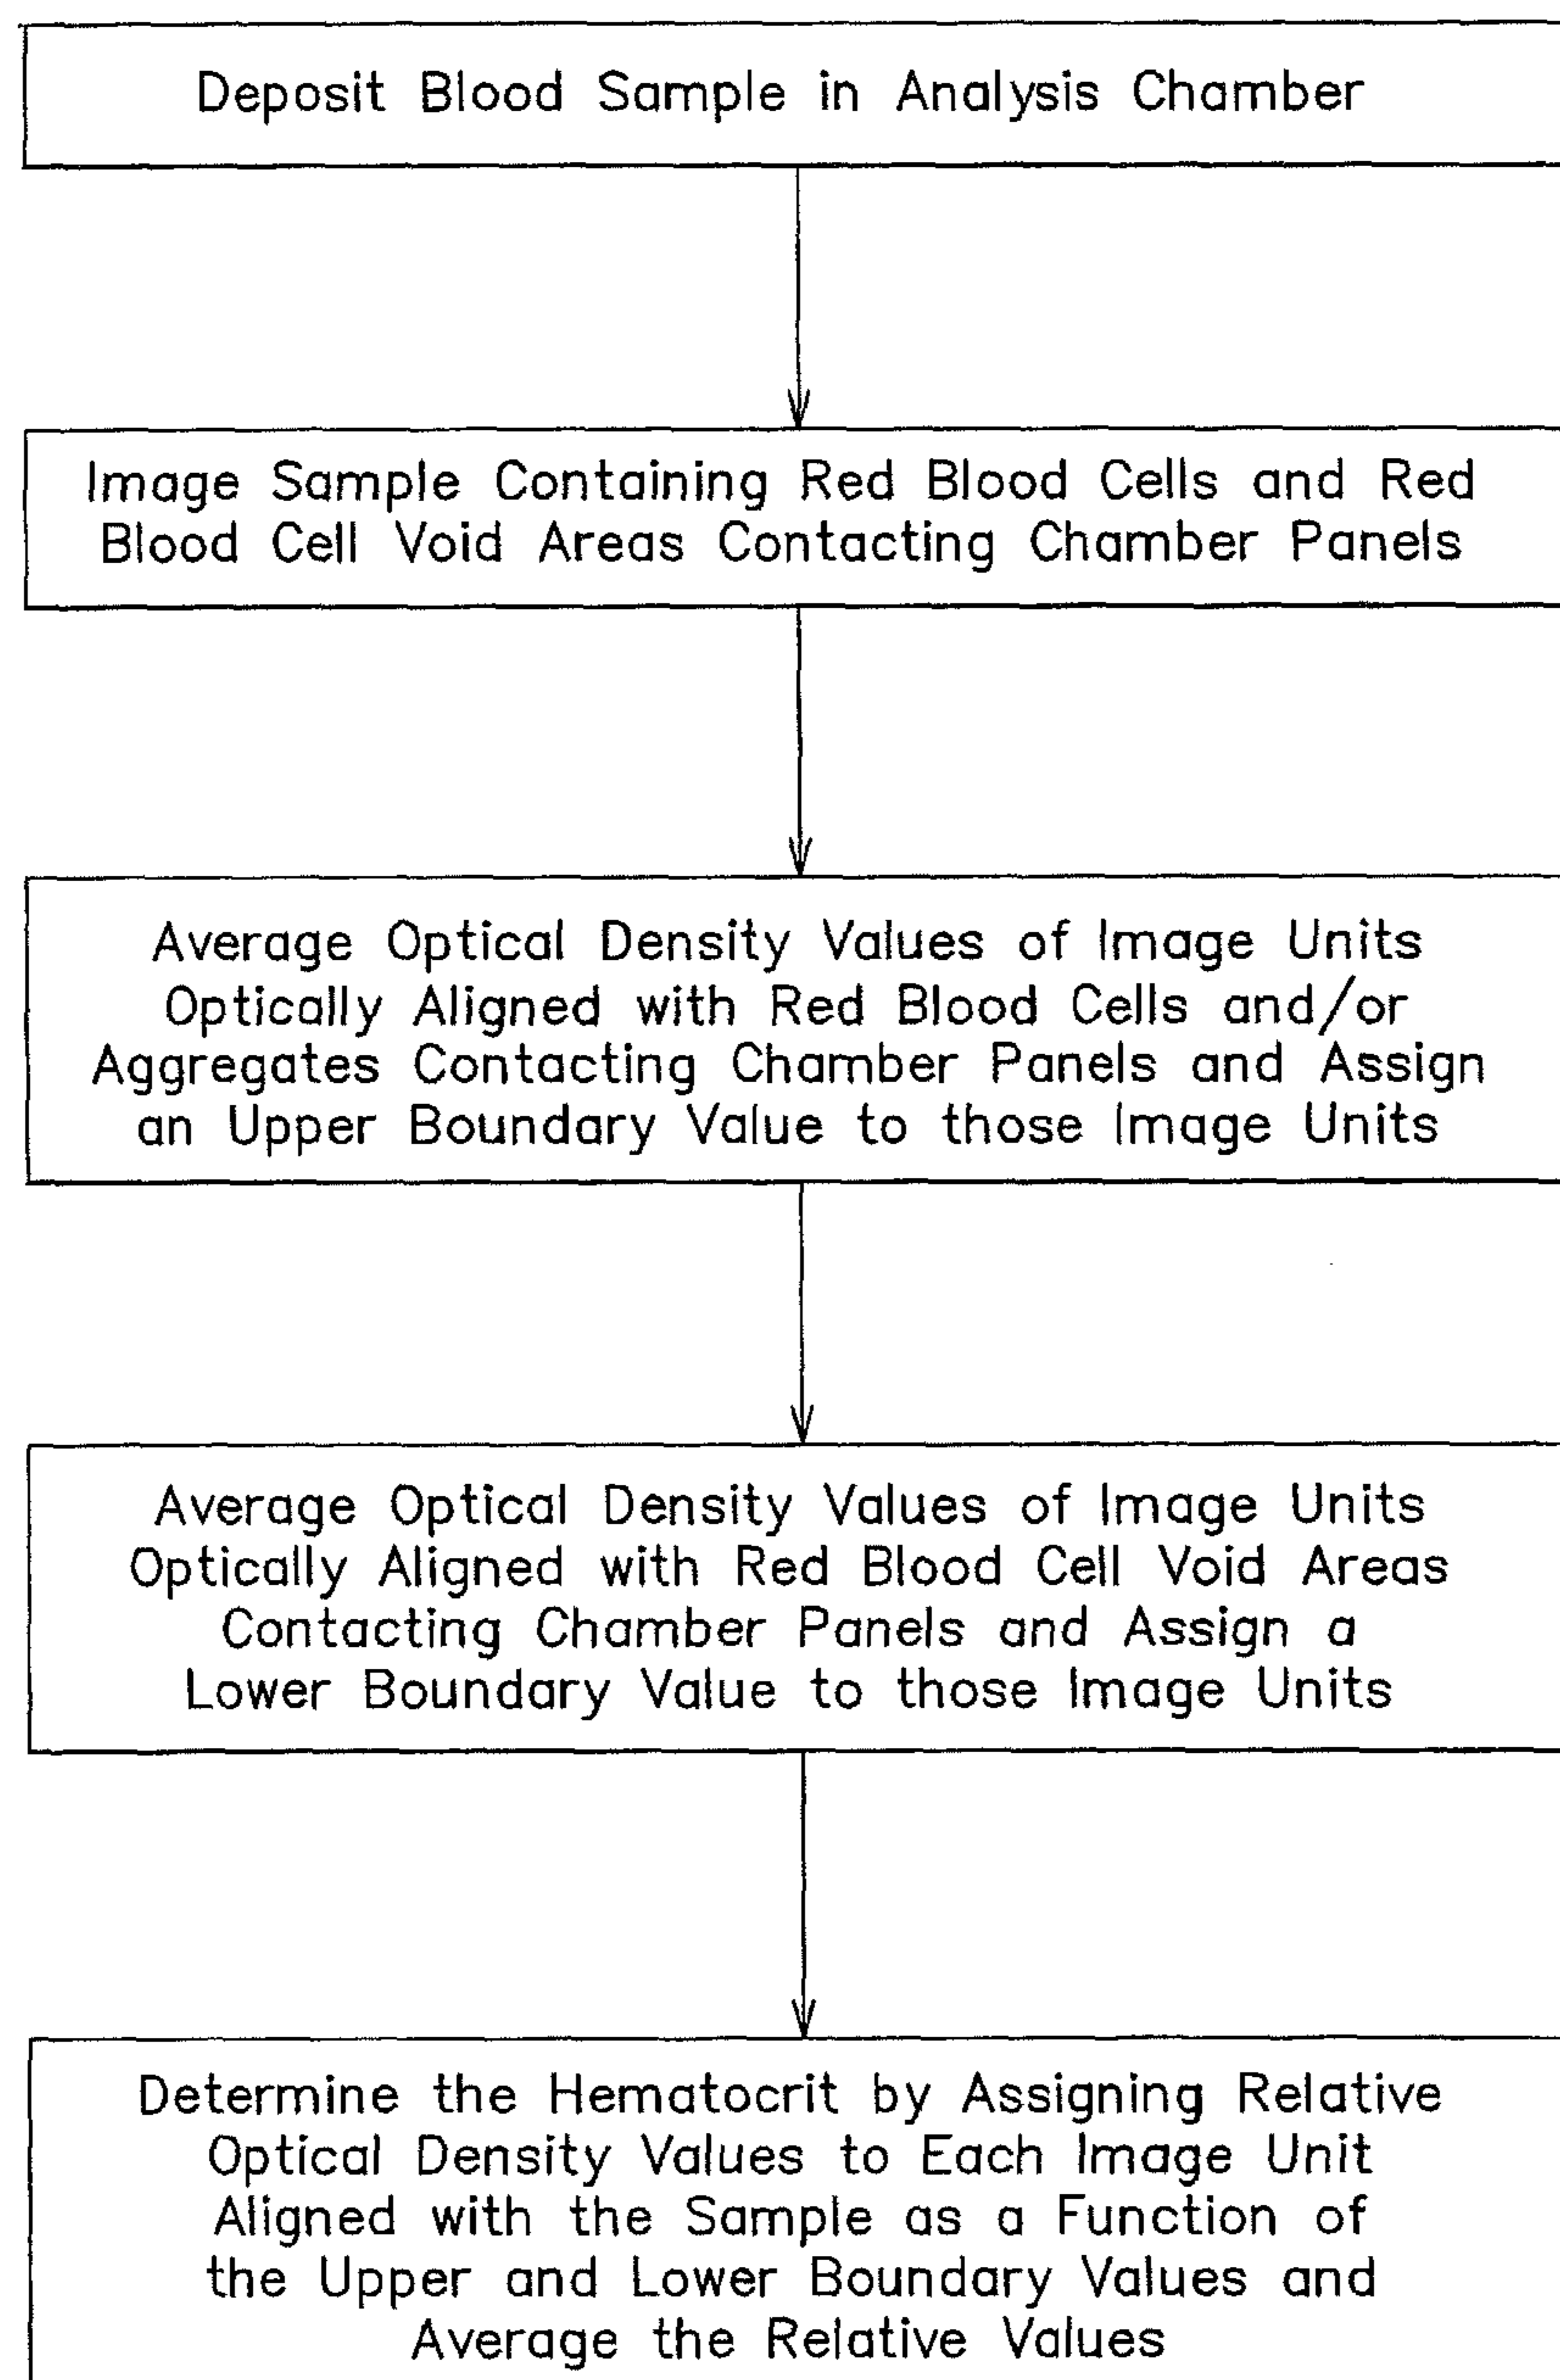 Deposit Blood Sample in Analysis Chamber
Image Sample Containing Red Blood Cells and Red
Blood Cell Void Areas Contacting Chamber Panels
Average Optical Density Values of Image Units
Optically Aligned with Red Blood Cells and/or
Aggregates Contacting Chamber Panels and Assign
an Upper Boundary Value to those Image Units
Average Optical Density Values of Image Units
Optically Aligned with Red Blood Cell Void Areas
Contacting Chamber Panels and Assign a
Lower Boundary Value to those Image Units
Determine the Hematocrit by Assigning Relative
Optical Density Values to Each Image Unit
Aligned with the Sample as a Function of
the Upper and Lower Boundary Values and
Average the Relative Values